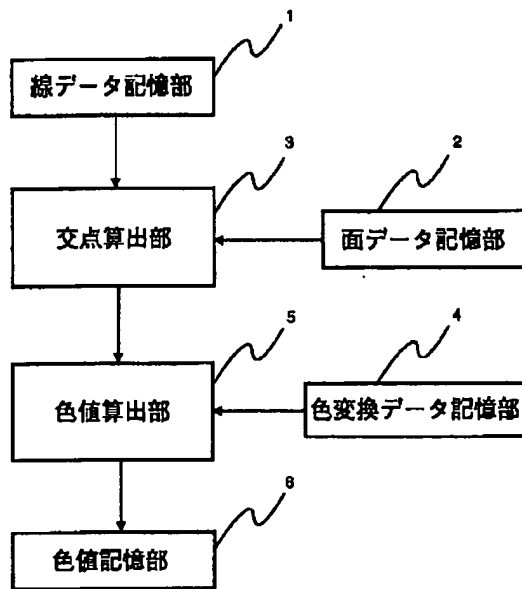 1
線データ記憶部
3
2
交点算出部
面データ記憶部
5
4
色値算出部
色変換データ記憶部
6
色値記憶部